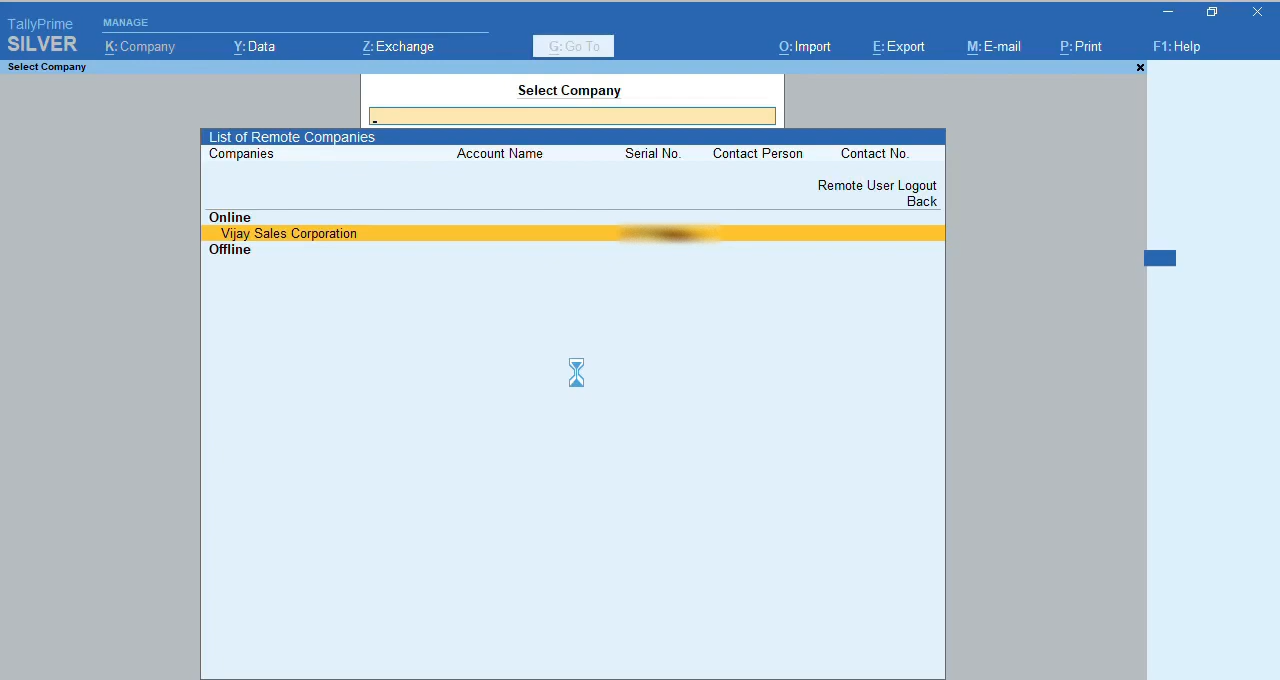 TallyPrime
MANAGE
SILVER
K: Company
Y: Data
Z: Exchange
G: Go To
O: Import
E: Export
M: E-mail
P: Print
F1: Help
Select Company
Select Company
List of Remote Companies
Companies Account Name Serial No. Contact Person Contact No.
Remote User Logout
Back
Online
Vijay Sales Corporation
Offline